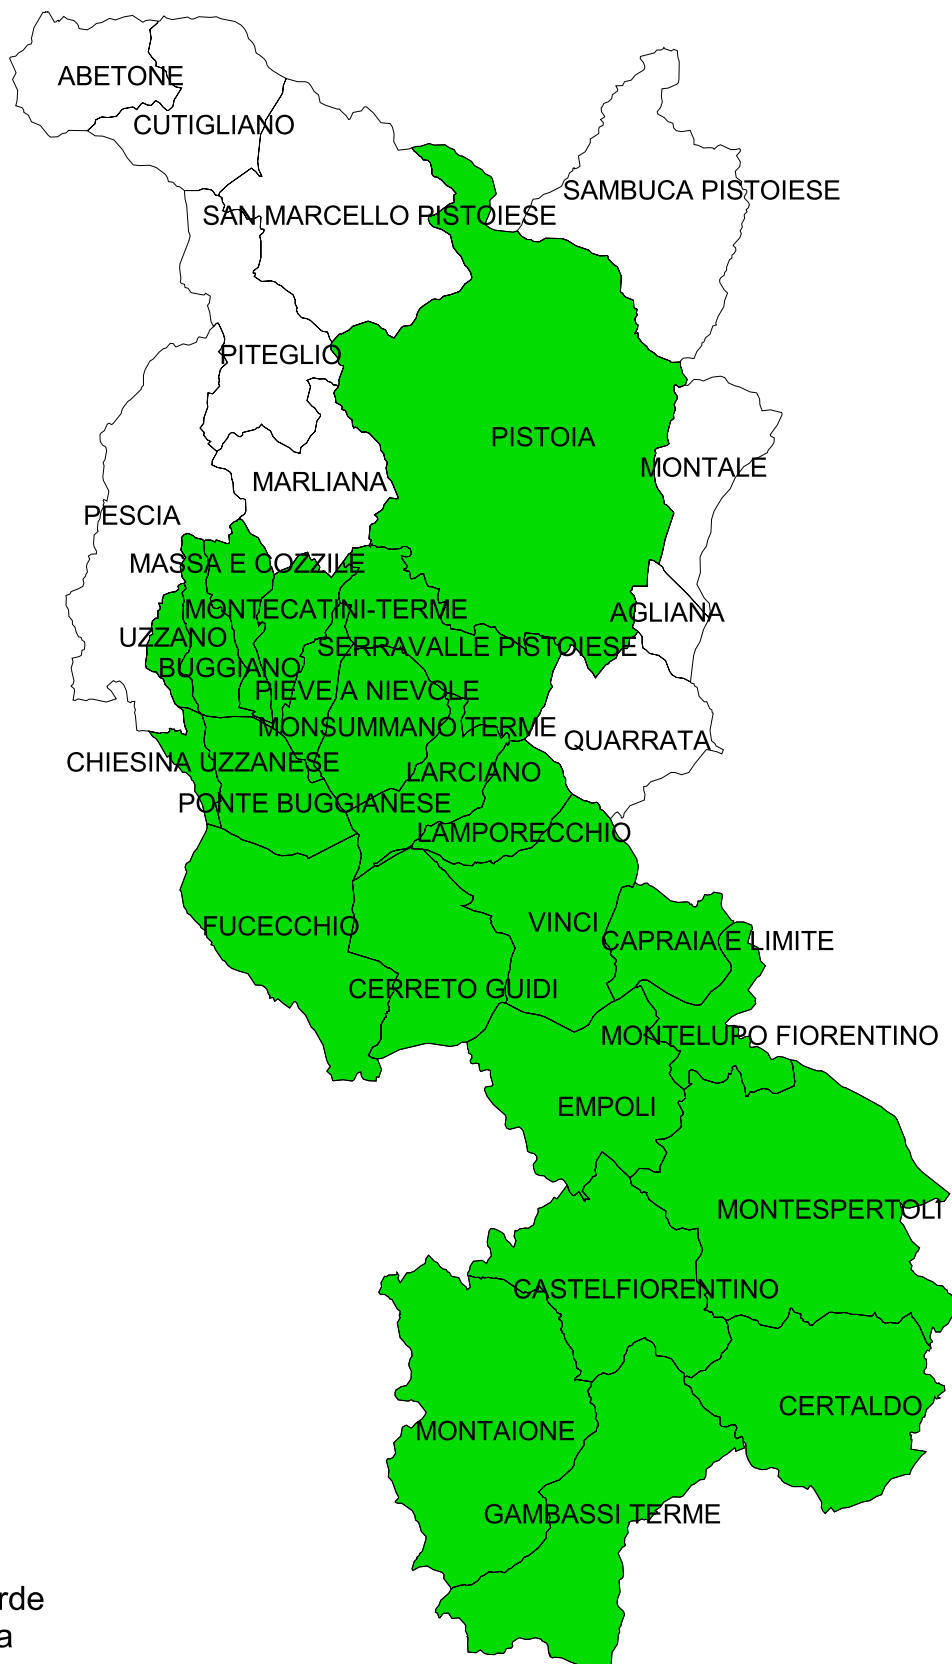 ABETONE
CUTIGLIANO
SAMBUCA PISTOIESE
SAN MARCELLO PISTOIESE
PITEGLIO
PISTOIA
MONTALE
MARLIANA
PESCIA
MASSA E COZZILE
MONTECATINI-TERME
AGLIANA
UZZANO
SERRAVALLE PISTOIESE
BUGGIANO
PIEVE A NIEVOLE
MONSUMMANO TERME
QUARRATA
CHIESINA UZZANESE
LARCIANO
PONTE BUGGIANESE
LAMPORECCHIO
VINCI
FUCECCHIO
CAPRAIA E LIMITE
CERRETO GUIDI
MONTELUPO FIORENTINO
EMPOLI
MONTESPERTOLI
CASTELFIORENTINO
CERTALDO
MONTAIONE
GAMBASSI TERME
rde
a